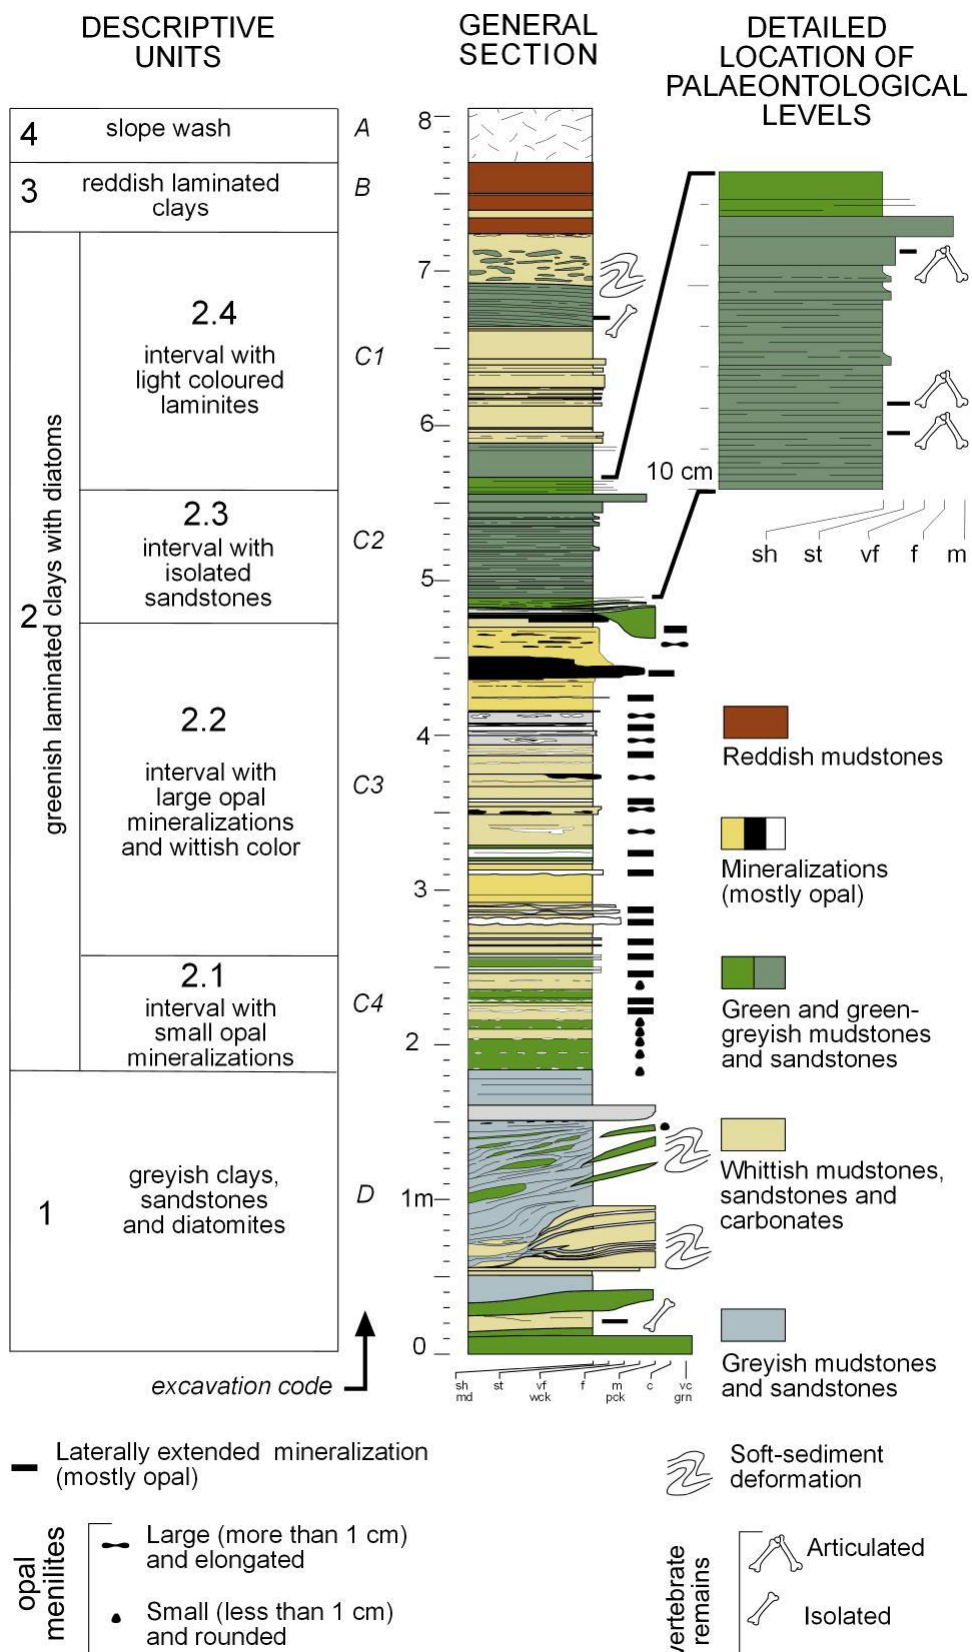 DESCRIPTIVE
UNITS
GENERAL
SECTION
DETAILED
LOCATION OF
PALAEONTOLOGICAL
LEVELS
4
slope wash
A
3
reddish laminated
clays
B
2
greenish laminated clays with diatoms
2.4
interval with
light coloured
laminites
C1
2.3
interval with
isolated
sandstones
C2
2.2
interval with
large opal
mineralizations
and wittish color
C3
2.1
interval with
small opal
mineralizations
C4
1
greyish clays,
sandstones
and diatomites
D
excavation code
8
7
6
5
4
3
2
1m
0
sh st vf f m c vc
md wck pck grn
10 cm
sh st vf f m
Reddish mudstones
Mineralizations
(mostly opal)
Green and green-
greyish mudstones
and sandstones
Whittish mudstones,
sandstones and
carbonates
Greyish mudstones
and sandstones
Laterally extended mineralization
(mostly opal)
opal
menilites
Large (more than 1 cm)
and elongated
Small (less than 1 cm)
and rounded
Soft-sediment
deformation
vertebrate
remains
Articulated
Isolated